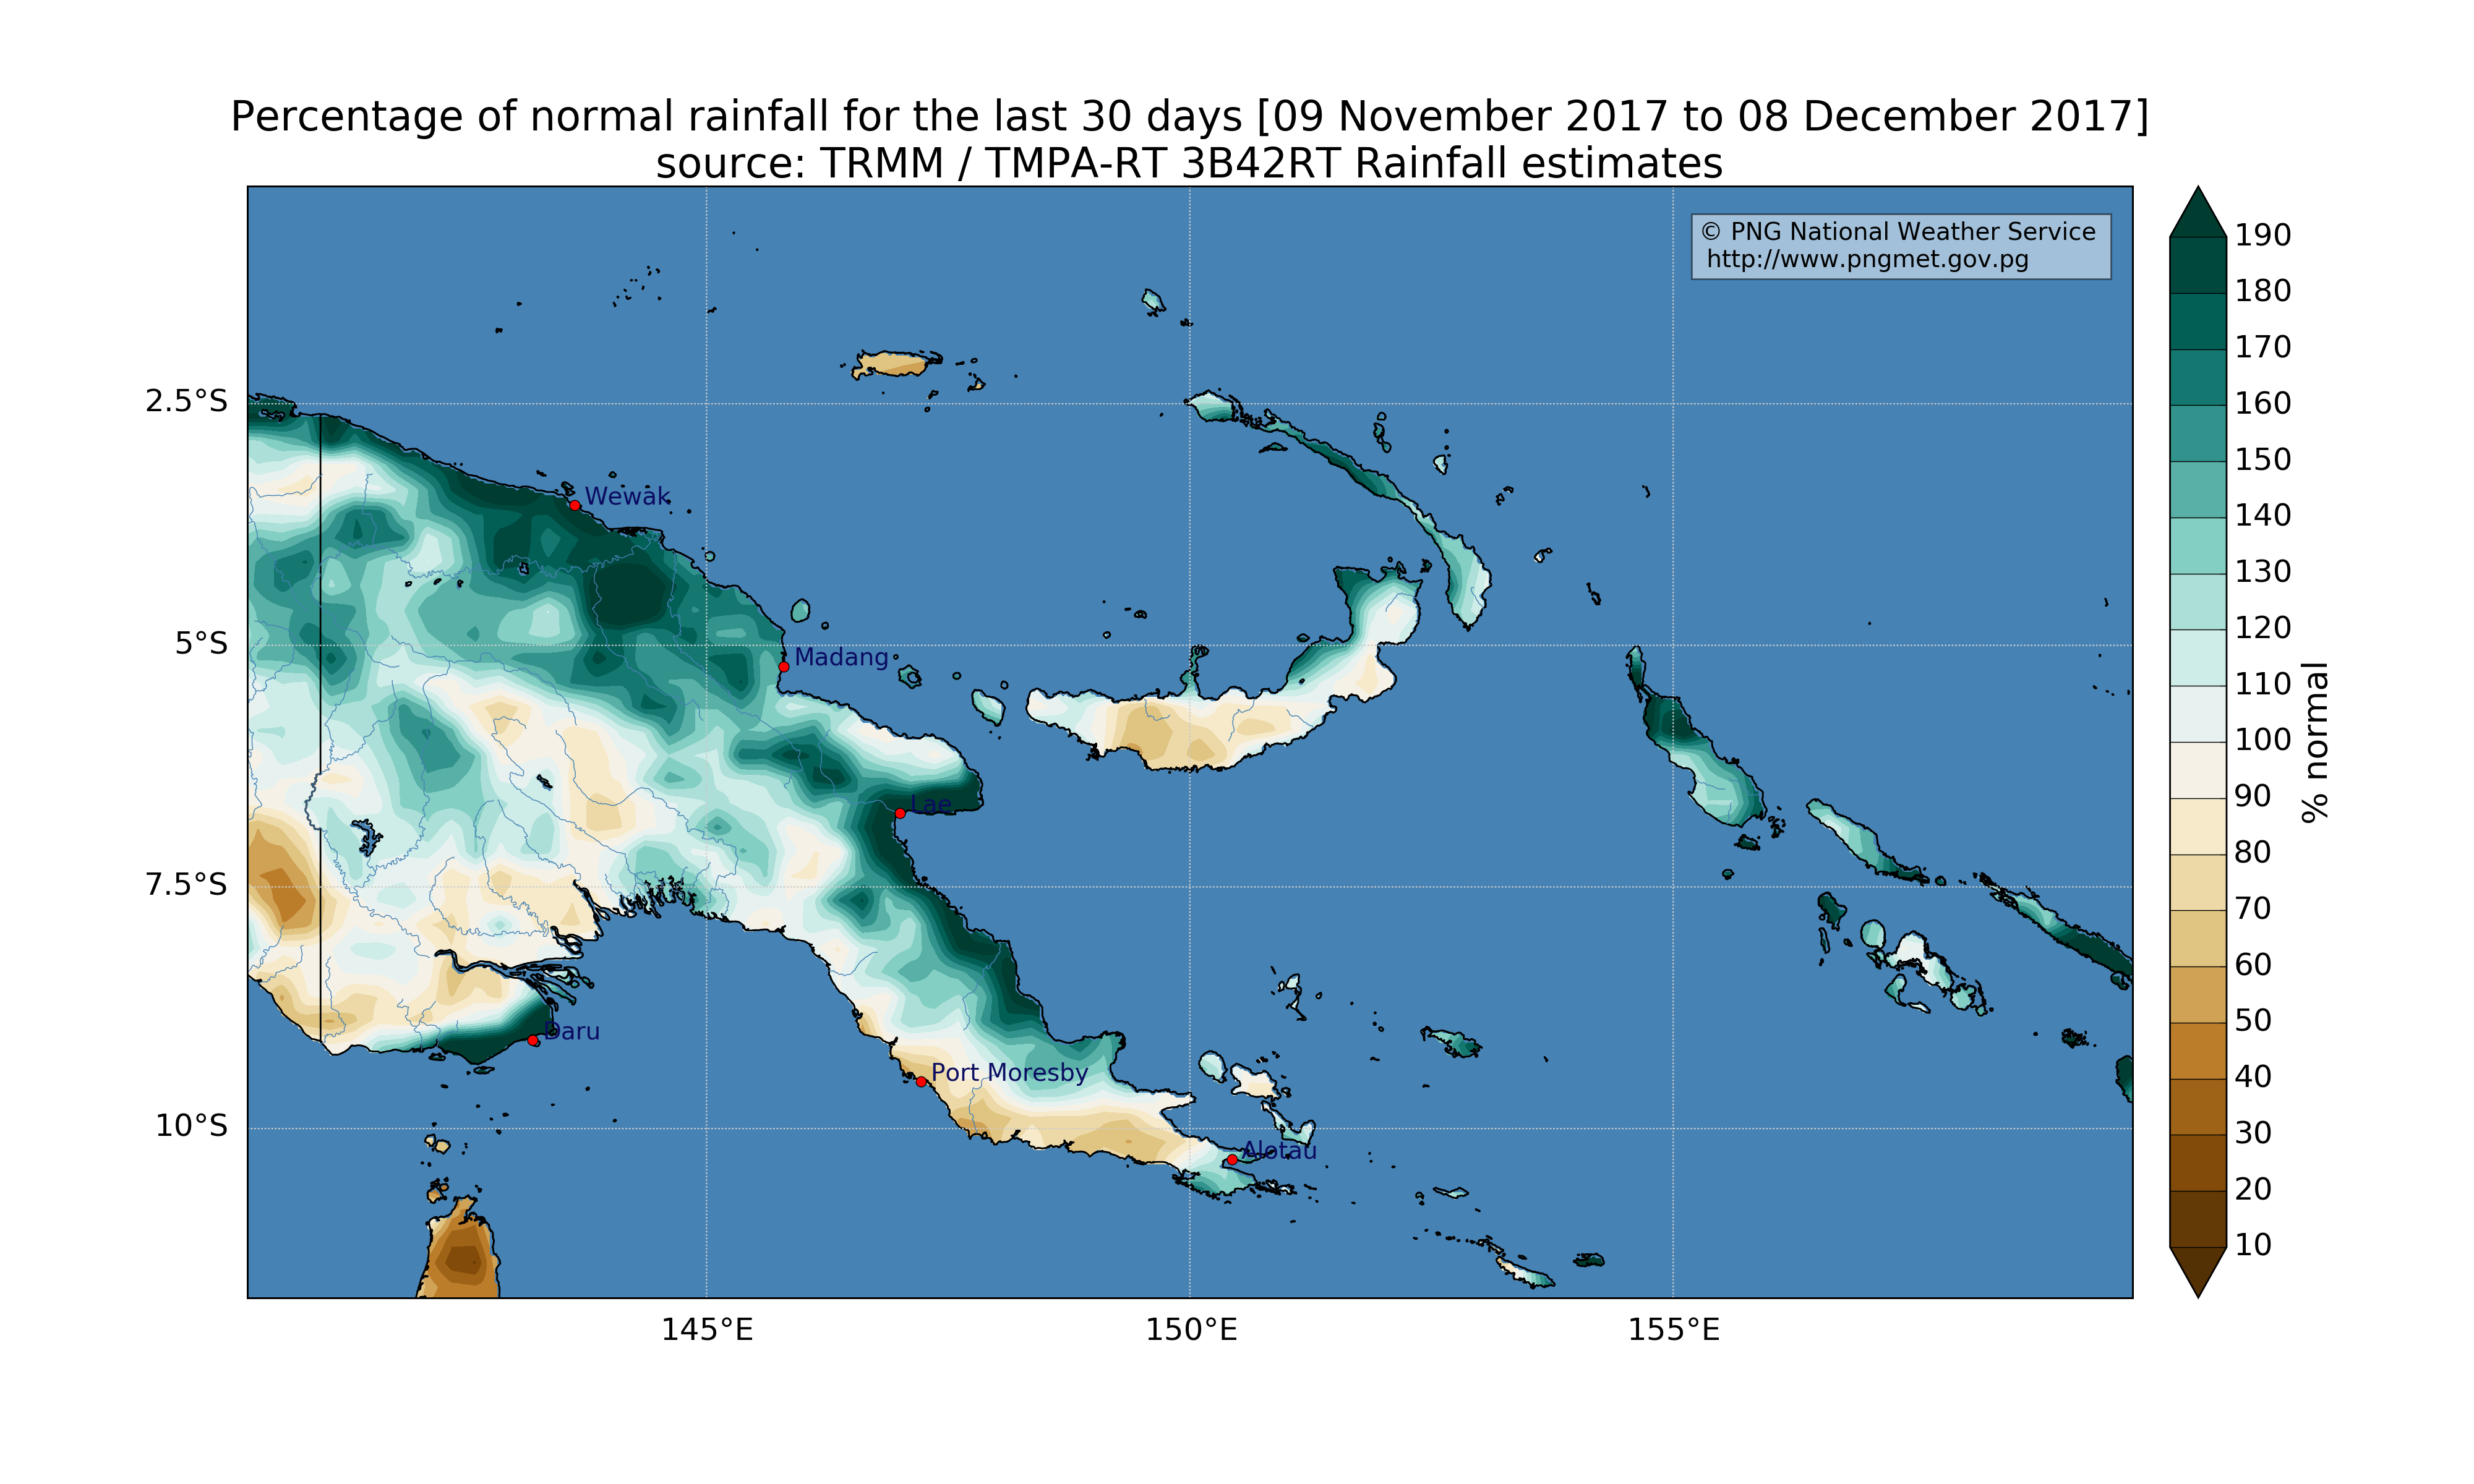 Percentage of normal rainfall for the last 30 days [09 November 2017 to 08 December 2017]
source: TRMM / TMPA-RT 3B42RT Rainfall estimates
© PNG National Weather Service
http://www.pngmet.gov.pg
2.5°S
5°S
7.5°S
10°S
Wewak
Madang
Lae
Daru
Port Moresby
Alotau
145°E
150°E
155°E
190
180
170
160
150
140
130
120
110
100
90
80
70
60
50
40
30
20
10
% normal